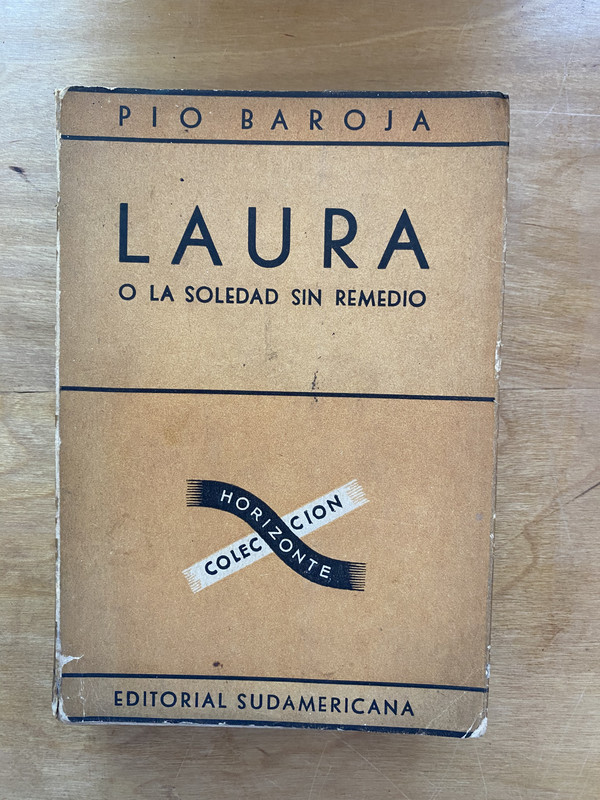 PIO BAROJA
LAURA
O LA SOLEDAD SIN REMEDIO
COLECCION
HORIZONTE
EDITORIAL SUDAMERICANA